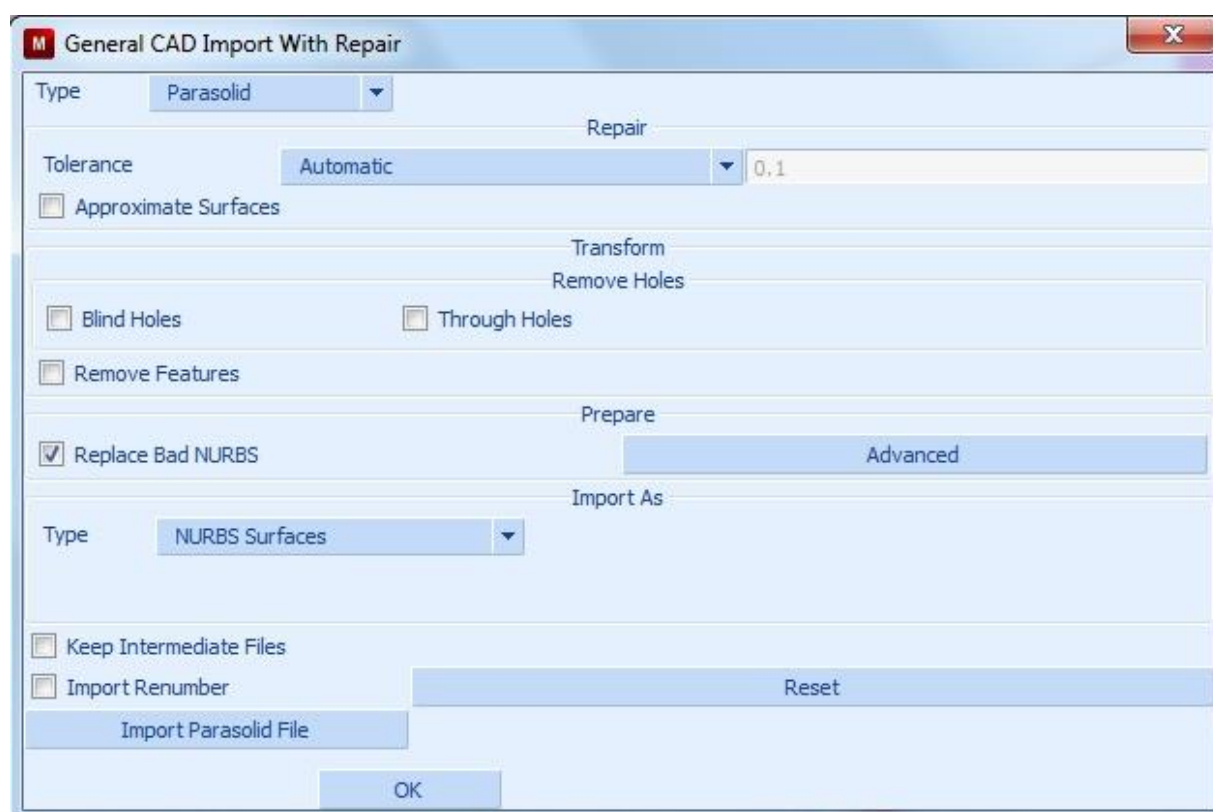 M General CAD Import With Repair X
Type Parasolid
Repair
Tolerance Automatic 0.1
Approximate Surfaces
Transform
Remove Holes
Blind Holes Through Holes
Remove Features
Prepare
Replace Bad NURBS Advanced
Import As
Type NURBS Surfaces
Keep Intermediate Files
Import Renumber Reset
Import Parasolid File
OK